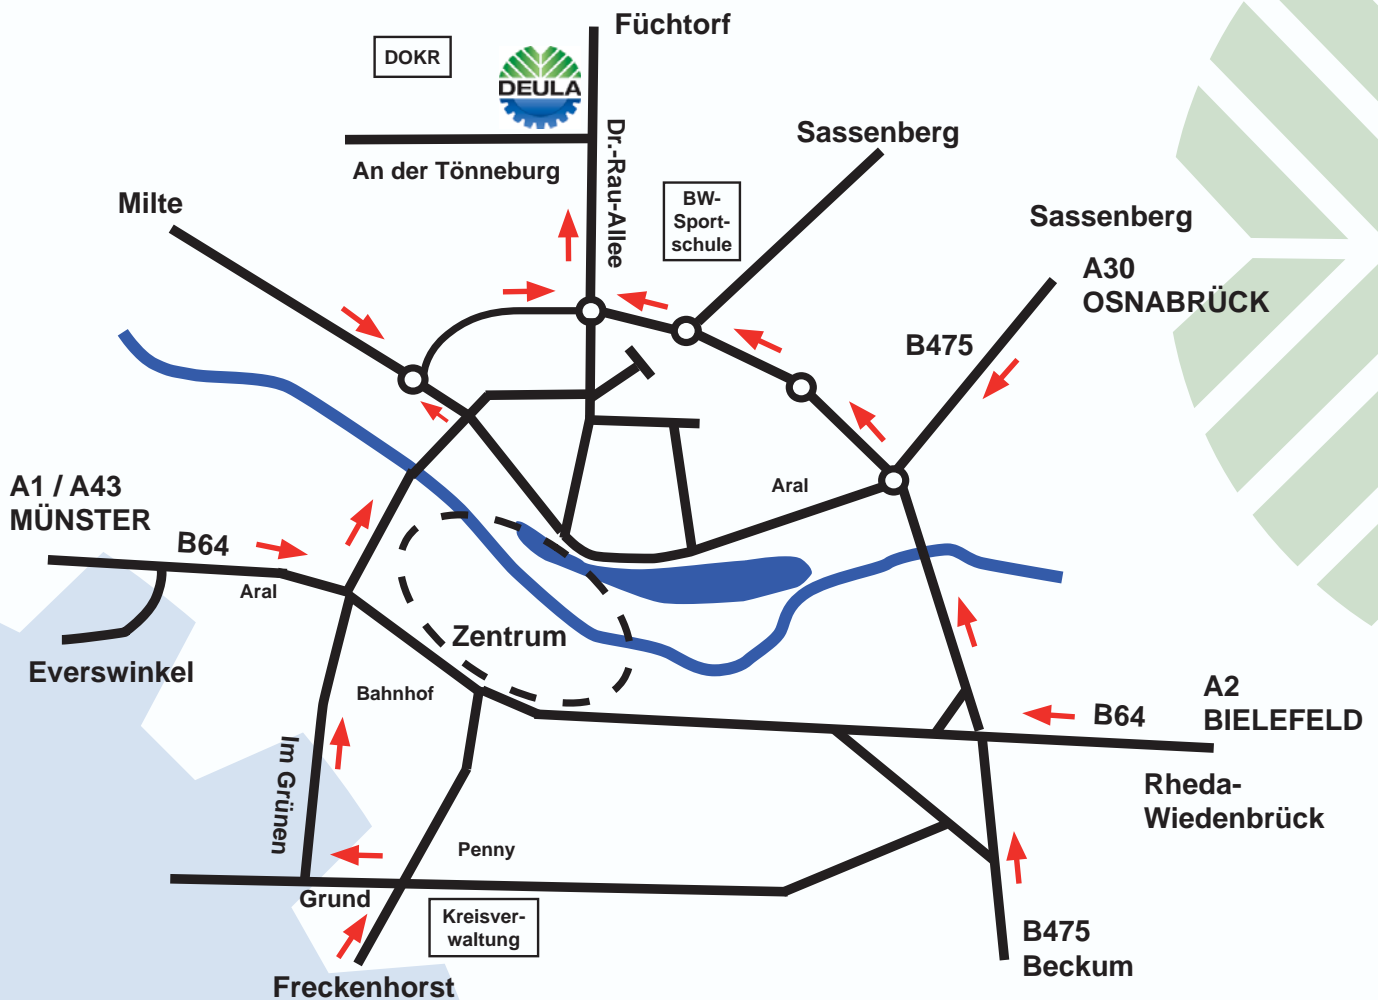 Füchtorf
DOKR
DEULA
Dr.-Rau-Allee
Sassenberg
An der Tönneburg
Milte
BW-
Sport-
schule
Sassenberg
A30
OSNABRÜCK
B475
A1 / A43
MÜNSTER
B64
Aral
Aral
Everswinkel
Zentrum
Bahnhof
A2
BIELEFELD
B64
Rheda-
Wiedenbrück
Im Grünen
Penny
Grund
Kreisver-
waltung
B475
Beckum
Freckenhorst